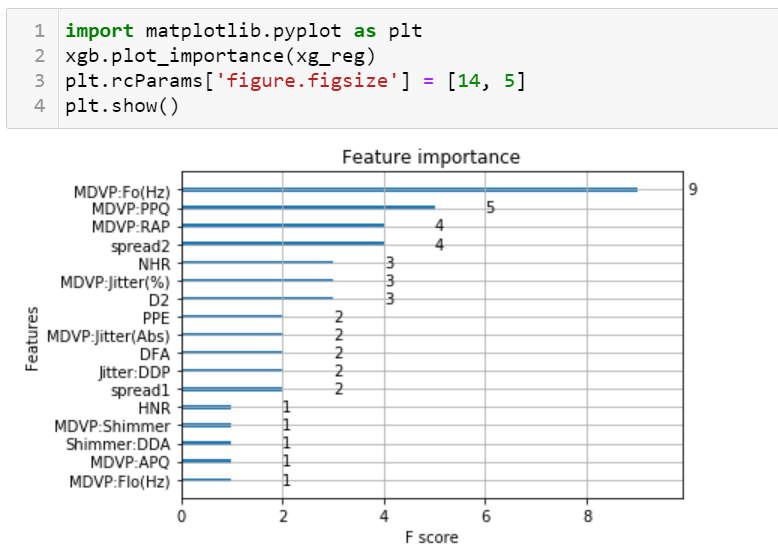 1 import matplotlib.pyplot as plt
2 xgb.plot_importance(xg_reg)
3 plt.rcParams['figure.figsize'] = [14, 5]
4 plt.show()
Feature importance
MDVP:Fo(Hz) 9
MDVP:PPQ 5
MDVP:RAP 4
spread2 4
NHR 3
MDVP:Jitter(%) 3
D2 3
PPE 2
MDVP:Jitter(Abs) 2
DFA 2
Jitter:DDP 2
spread1 2
HNR 1
MDVP:Shimmer 1
Shimmer:DDA 1
MDVP:APQ 1
MDVP:Flo(Hz) 1
Features
0 2 4 6 8
F score